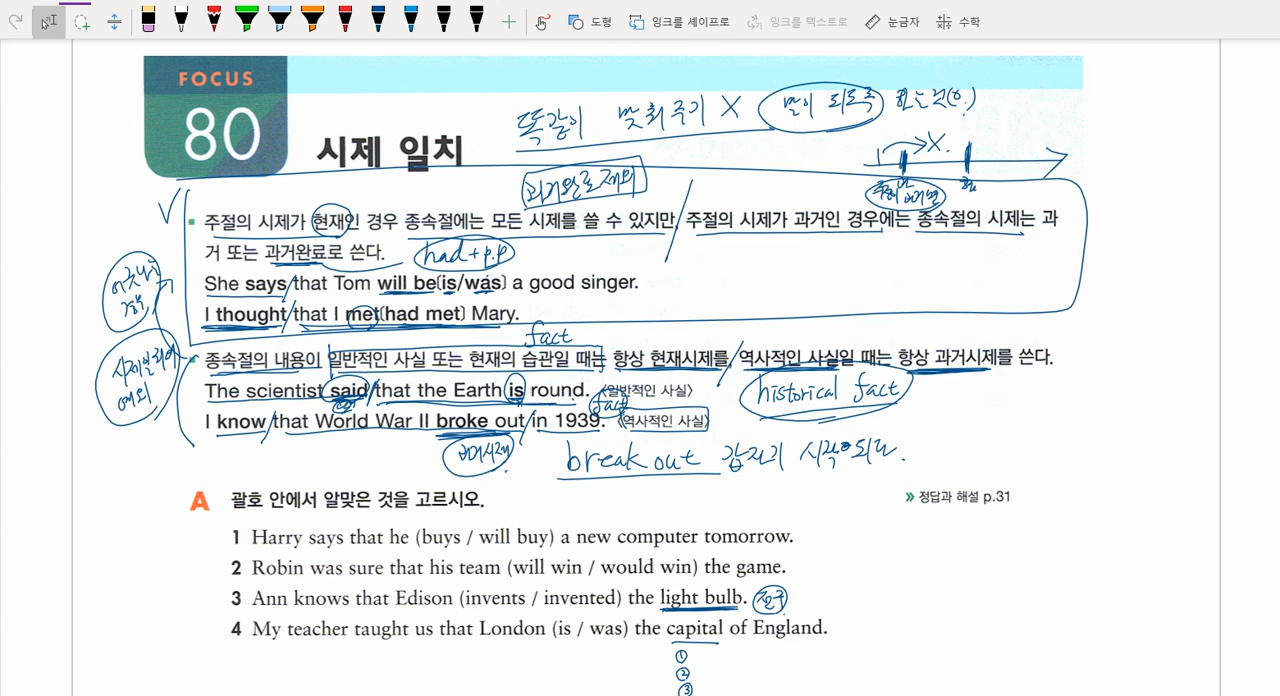 도형 잉크를 셰이프로 잉크를 텍스트로 눈금자 수학
FOCUS
80
시제 일치
똑같이 맞춰주기 X 말이 되도록
X.
과거완료제외
주절의 시제가 현재인 경우 종속절에는 모든 시제를 쓸 수 있지만, 주절의 시제가 과거인 경우에는 종속절의 시제는 과
거 또는 과거완료로 쓴다. had+p.p
She says that Tom will be(is/was) a good singer.
I thought that I met(had met) Mary.
fact
시제일치의
예외
종속절의 내용이 일반적인 사실 또는 현재의 습관일 때는 항상 현재시제를, 역사적인 사실일 때는 항상 과거시제를 쓴다.
The scientist said that the Earth is round. 〈일반적인 사실〉
historical fact
fact
I know that World War II broke out in 1939. 〈역사적인 사실〉
과거시제
break out 갑자기 시작되다.
A 괄호 안에서 알맞은 것을 고르시오.
» 정답과 해설 p.31
1 Harry says that he (buys / will buy) a new computer tomorrow.
2 Robin was sure that his team (will win / would win) the game.
3 Ann knows that Edison (invents / invented) the light bulb. 전구
4 My teacher taught us that London (is / was) the capital of England.
①
②
③